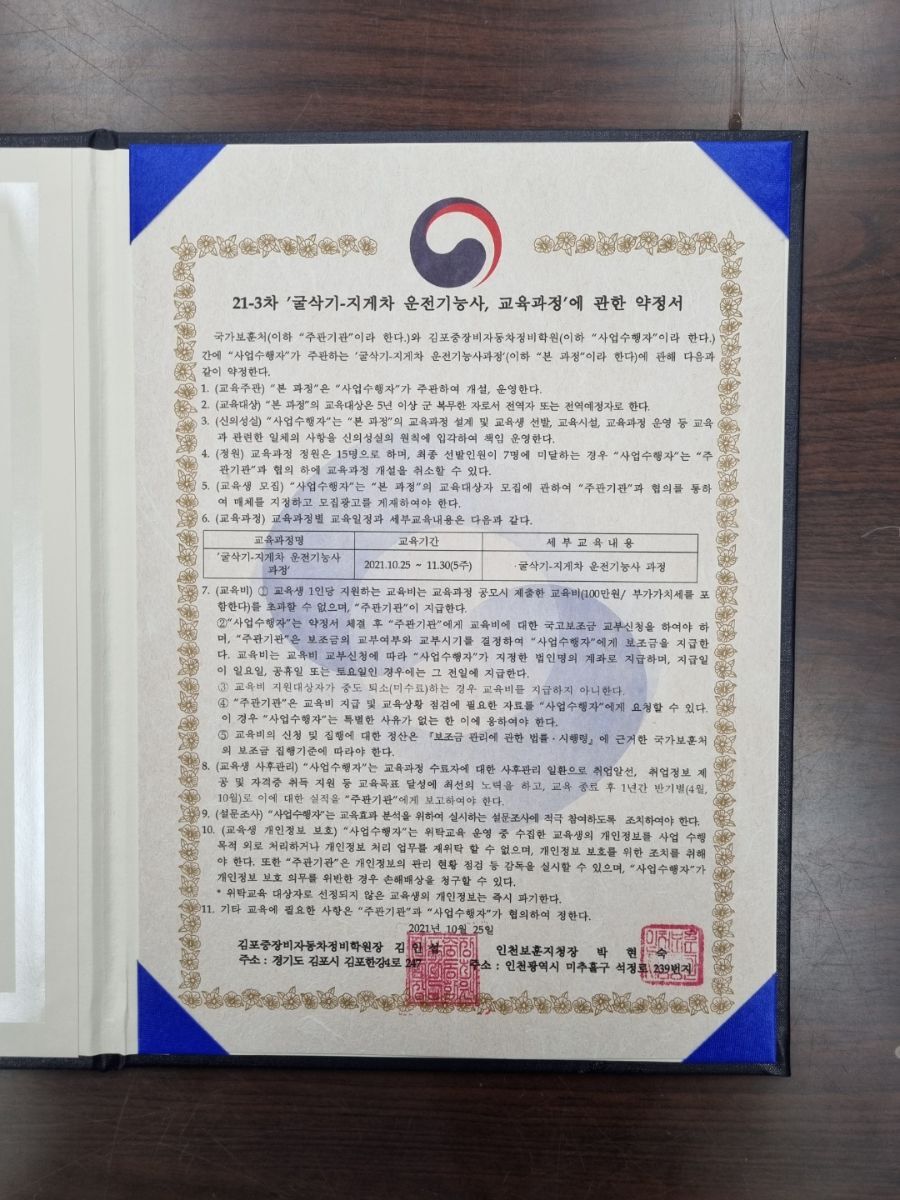 21-3차 '굴삭기-지게차 운전기능사, 교육과정'에 관한 약정서
국가보훈처(이하 “주관기관”이라 한다.)와 김포중장비자동차정비학원(이하 “사업수행자”이라 한다.)
간에 “사업수행자”가 주관하는 '굴삭기-지게차 운전기능사과정'(이하 “본 과정”이라 한다)에 관해 다음과
같이 약정한다.
1. (교육주관) “본 과정”은 “사업수행자”가 주관하여 개설, 운영한다.
2. (교육대상) “본 과정”의 교육대상은 5년 이상 군 복무한 자로서 전역자 또는 전역예정자로 한다.
3. (신의성실) “사업수행자”는 “본 과정”의 교육과정 설계 및 교육생 선발, 교육시설, 교육과정 운영 등 교육
과 관련한 일체의 사항을 신의성실의 원칙에 입각하여 책임 운영한다.
4. (정원) 교육과정 정원은 15명으로 하며, 최종 선발인원이 7명에 미달하는 경우 “사업수행자”는 “주
관기관”과 협의 하에 교육과정 개설을 취소할 수 있다.
5. (교육생 모집) “사업수행자”는 “본 과정”의 교육대상자 모집에 관하여 “주관기관”과 협의를 통하
여 매체를 지정하고 모집광고를 게재하여야 한다.
6. (교육과정) 교육과정별 교육일정과 세부교육내용은 다음과 같다.
교육과정명 교육기간 세 부 교 육 내 용
'굴삭기-지게차 운전기능사
과정' 2021.10.25 ~ 11.30(5주) · 굴삭기-지게차 운전기능사 과정
7. (교육비) ① 교육생 1인당 지원하는 교육비는 교육과정 공모시 제출한 교육비(100만원/ 부가가치세를 포
함한다)를 초과할 수 없으며, “주관기관”이 지급한다.
②“사업수행자”는 약정서 체결 후 “주관기관”에게 교육비에 대한 국고보조금 교부신청을 하여야 하
며, “주관기관”은 보조금의 교부여부와 교부시기를 결정하여 “사업수행자”에게 보조금을 지급한
다. 교육비는 교육비 교부신청에 따라 “사업수행자”가 지정한 법인명의 계좌로 지급하며, 지급일
이 일요일, 공휴일 또는 토요일인 경우에는 그 전일에 지급한다.
③ 교육비 지원대상자가 중도 퇴소(미수료)하는 경우 교육비를 지급하지 아니한다.
④ “주관기관”은 교육비 지급 및 교육상황 점검에 필요한 자료를 “사업수행자”에게 요청할 수 있다.
이 경우 “사업수행자”는 특별한 사유가 없는 한 이에 응하여야 한다.
⑤ 교육비의 신청 및 집행에 대한 정산은 『보조금 관리에 관한 법률·시행령』에 근거한 국가보훈처
의 보조금 집행기준에 따라야 한다.
8. (교육생 사후관리) “사업수행자”는 교육과정 수료자에 대한 사후관리 일환으로 취업알선, 취업정보 제
공 및 자격증 취득 지원 등 교육목표 달성에 최선의 노력을 하고, 교육 종료 후 1년간 반기별(4월,
10월)로 이에 대한 실적을 “주관기관”에게 보고하여야 한다.
9. (설문조사) “사업수행자”는 교육효과 분석을 위하여 실시하는 설문조사에 적극 참여하도록 조치하여야 한다.
10. (교육생 개인정보 보호) “사업수행자”는 위탁교육 운영 중 수집한 교육생의 개인정보를 사업 수행
목적 외로 처리하거나 개인정보 처리 업무를 재위탁 할 수 없으며, 개인정보 보호를 위한 조치를 취해
야 한다. 또한 “주관기관”은 개인정보의 관리 현황 점검 등 감독을 실시할 수 있으며, “사업수행자”가
개인정보 보호 의무를 위반한 경우 손해배상을 청구할 수 있다.
* 위탁교육 대상자로 선정되지 않은 교육생의 개인정보는 즉시 파기한다.
11. 기타 교육에 필요한 사항은 “주관기관”과 “사업수행자”가 협의하여 정한다.
2021년 10월 25일
김포중장비자동차정비학원장 김 인 설 인천보훈지청장 박 현 숙
주소 : 경기도 김포시 김포한강4로 247 주소 : 인천광역시 미추홀구 석정로 239번지